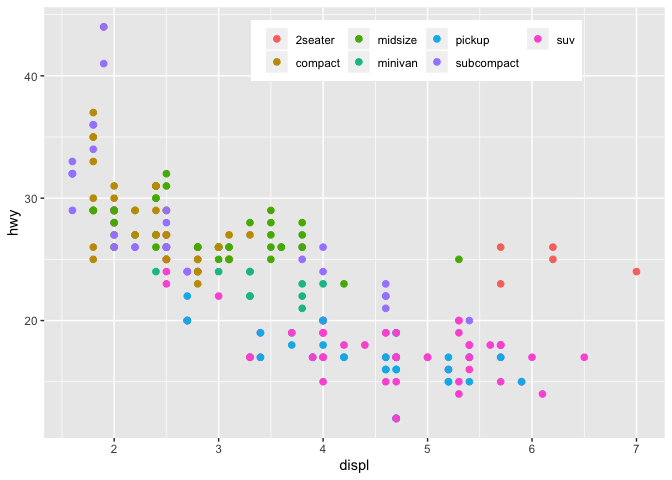 2seater midsize pickup suv
compact minivan subcompact
40
30
20
hwy
2 3 4 5 6 7
displ